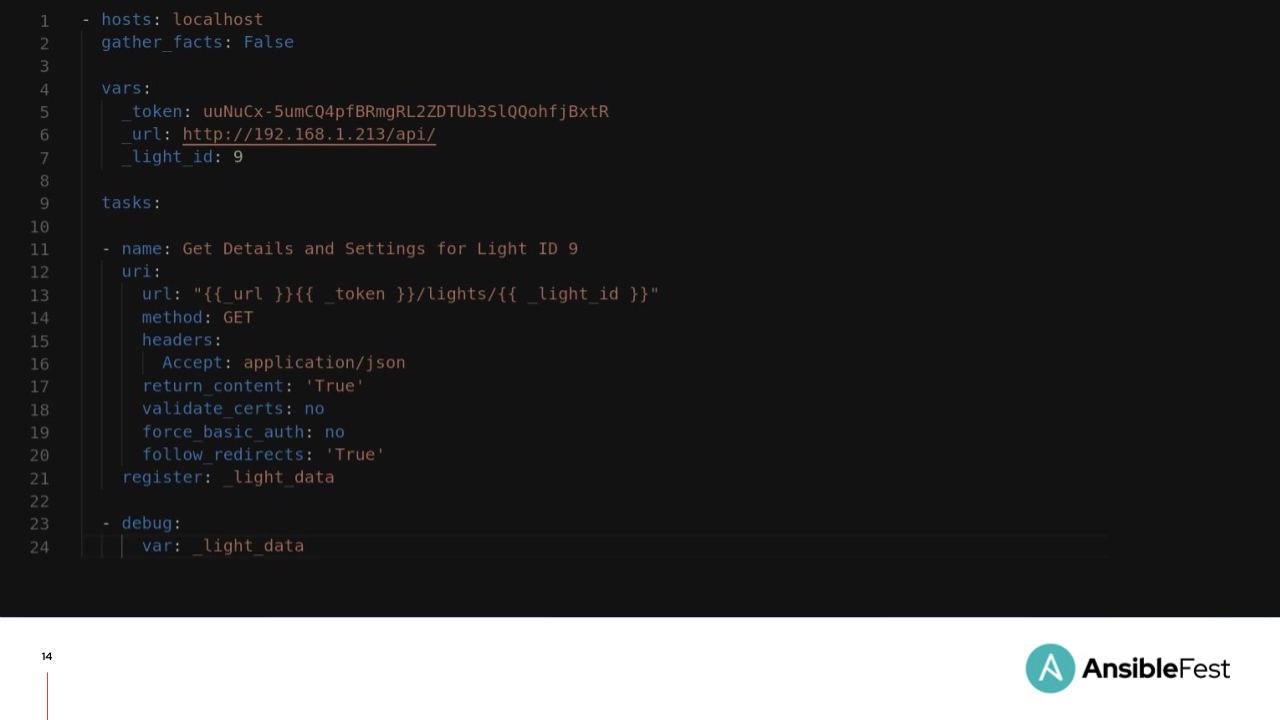 1 - hosts: localhost
2 gather_facts: False
3
4 vars:
5 _token: uuNuCx-5umCQ4pfBRmgRL2ZDTUb3SlQQohfjBxtR
6 _url: http://192.168.1.213/api/
7 _light_id: 9
8
9 tasks:
10
11 - name: Get Details and Settings for Light ID 9
12 uri:
13 url: "{{_url }}{{ _token }}/lights/{{ _light_id }}"
14 method: GET
15 headers:
16 Accept: application/json
17 return_content: 'True'
18 validate_certs: no
19 force_basic_auth: no
20 follow_redirects: 'True'
21 register: _light_data
22
23 - debug:
24 var: _light_data
14
A AnsibleFest